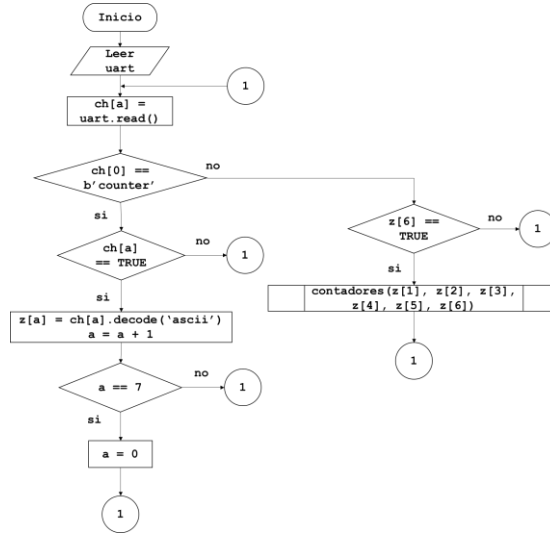 Inicio
Leer
uart
1
ch[a] =
uart.read()
ch[0] ==
b'counter'
no
si
z[6] ==
TRUE
no
1
ch[a]
== TRUE
no
1
si
si
contadores(z[1], z[2], z[3],
z[4], z[5], z[6])
z[a] = ch[a].decode('ascii')
a = a + 1
1
a == 7
no
1
si
a = 0
1